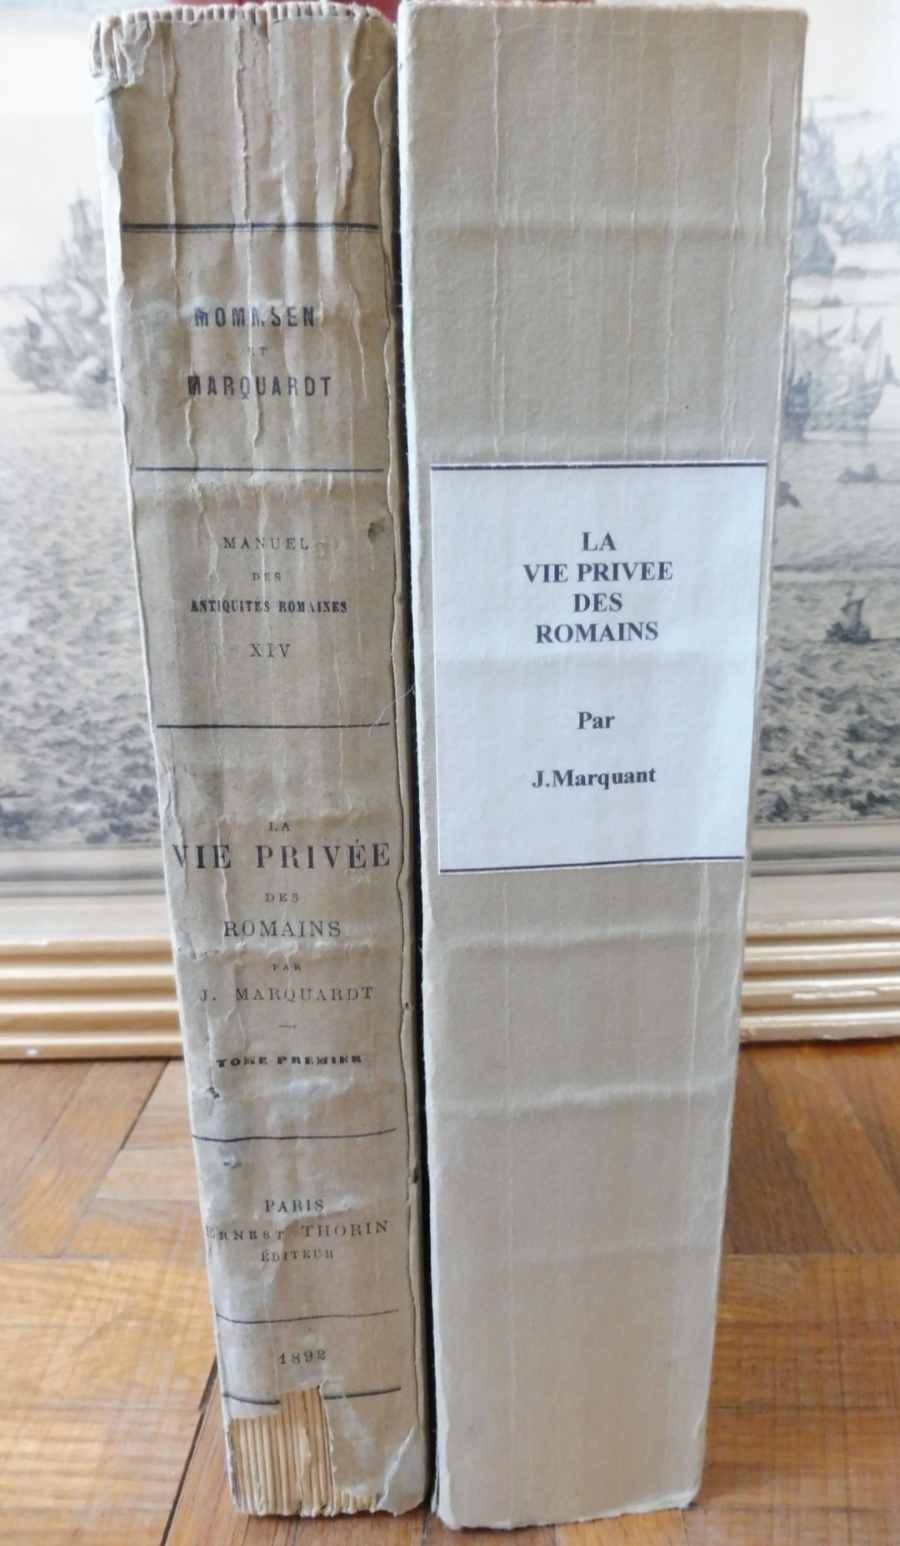 MOMMSEN
ET
MARQUARDT
MANUEL
DES
ANTIQUITÉS ROMAINES
XIV
LA
VIE PRIVÉE
DES
ROMAINS
PAR
J. MARQUARDT
TOME PREMIER
PARIS
ERNEST THORIN
ÉDITEUR
1892
LA
VIE PRIVEE
DES
ROMAINS
Par
J.Marquant